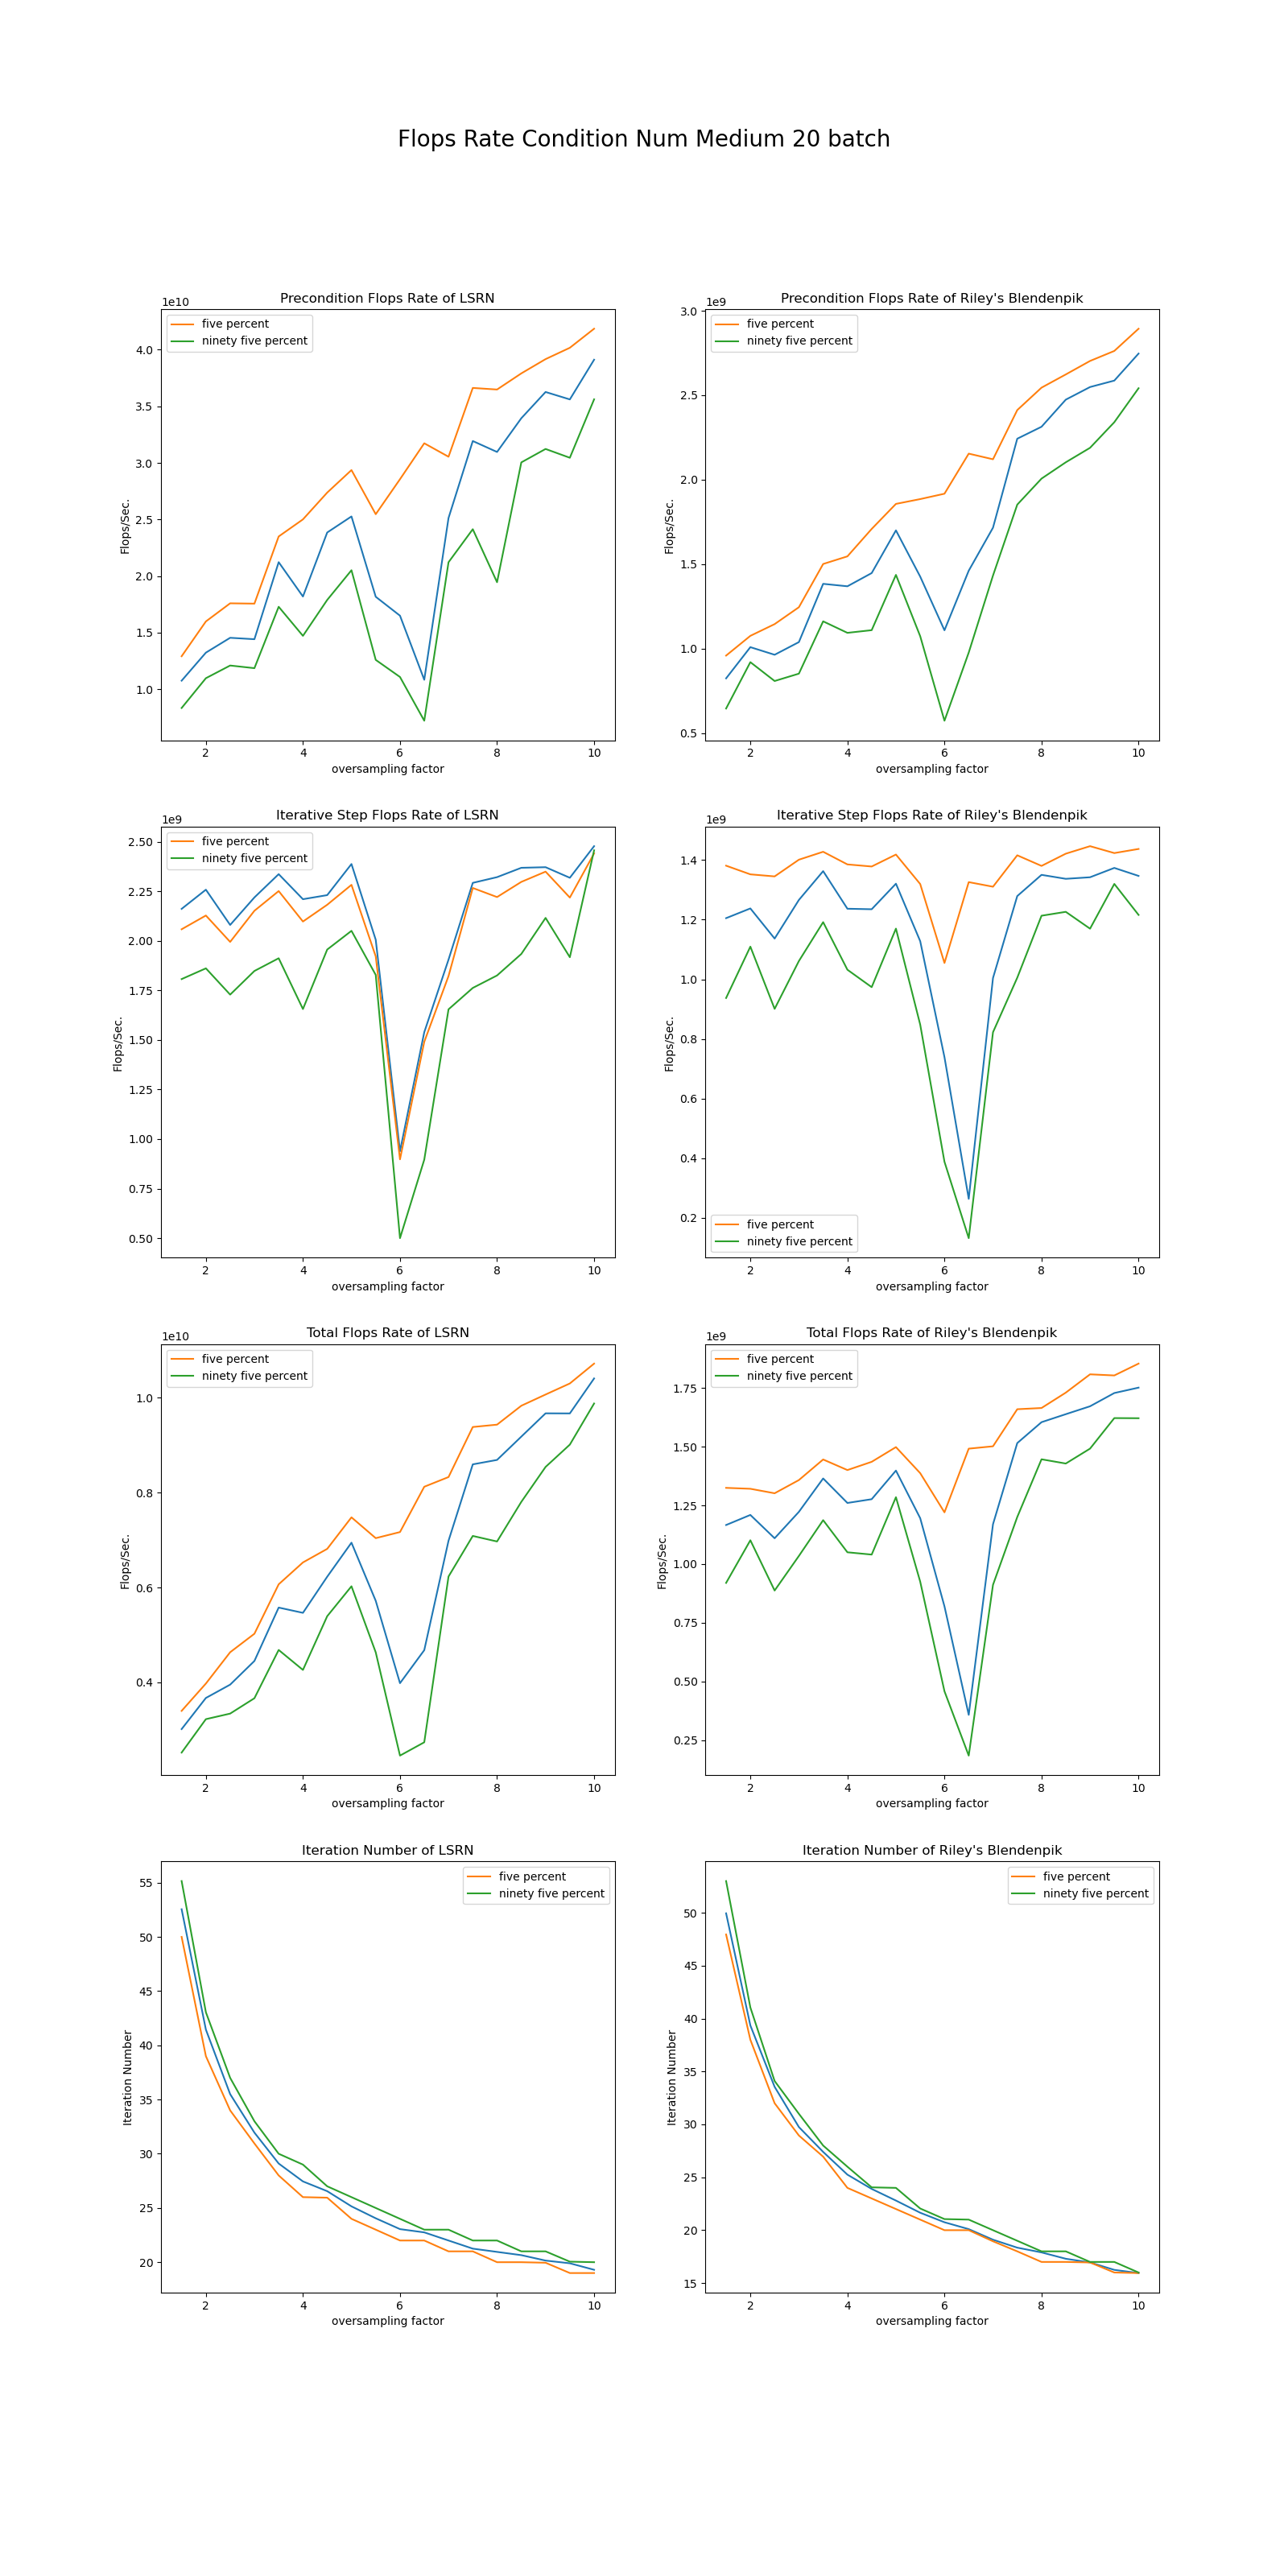 Flops Rate Condition Num Medium 20 batch
Precondition Flops Rate of LSRN
1e10
five percent
ninety five percent
4.0
3.5
3.0
2.5
2.0
1.5
1.0
Flops/Sec.
2 4 6 8 10
oversampling factor
Precondition Flops Rate of Riley's Blendenpik
1e9
five percent
ninety five percent
3.0
2.5
2.0
1.5
1.0
0.5
Flops/Sec.
2 4 6 8 10
oversampling factor
Iterative Step Flops Rate of LSRN
1e9
five percent
ninety five percent
2.50
2.25
2.00
1.75
1.50
1.25
1.00
0.75
0.50
Flops/Sec.
2 4 6 8 10
oversampling factor
Iterative Step Flops Rate of Riley's Blendenpik
1e9
1.4
1.2
1.0
0.8
0.6
0.4
0.2
Flops/Sec.
five percent
ninety five percent
2 4 6 8 10
oversampling factor
Total Flops Rate of LSRN
1e10
five percent
ninety five percent
1.0
0.8
0.6
0.4
Flops/Sec.
2 4 6 8 10
oversampling factor
Total Flops Rate of Riley's Blendenpik
1e9
five percent
ninety five percent
1.75
1.50
1.25
1.00
0.75
0.50
0.25
Flops/Sec.
2 4 6 8 10
oversampling factor
Iteration Number of LSRN
five percent
ninety five percent
55
50
45
40
35
30
25
20
Iteration Number
2 4 6 8 10
oversampling factor
Iteration Number of Riley's Blendenpik
five percent
ninety five percent
50
45
40
35
30
25
20
15
Iteration Number
2 4 6 8 10
oversampling factor